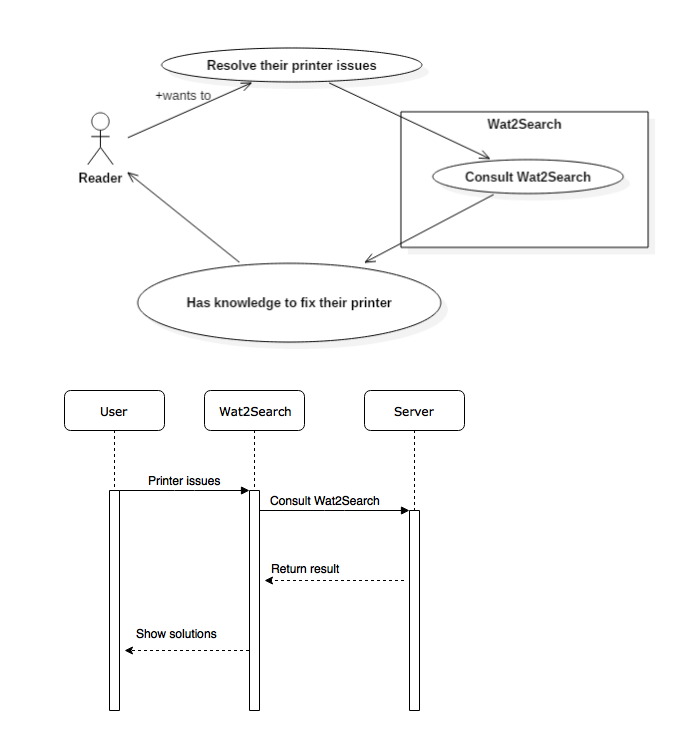 Resolve their printer issues
+wants to
Wat2Search
Consult Wat2Search
Reader
Has knowledge to fix their printer
User
Wat2Search
Server
Printer issues
Consult Wat2Search
Return result
Show solutions